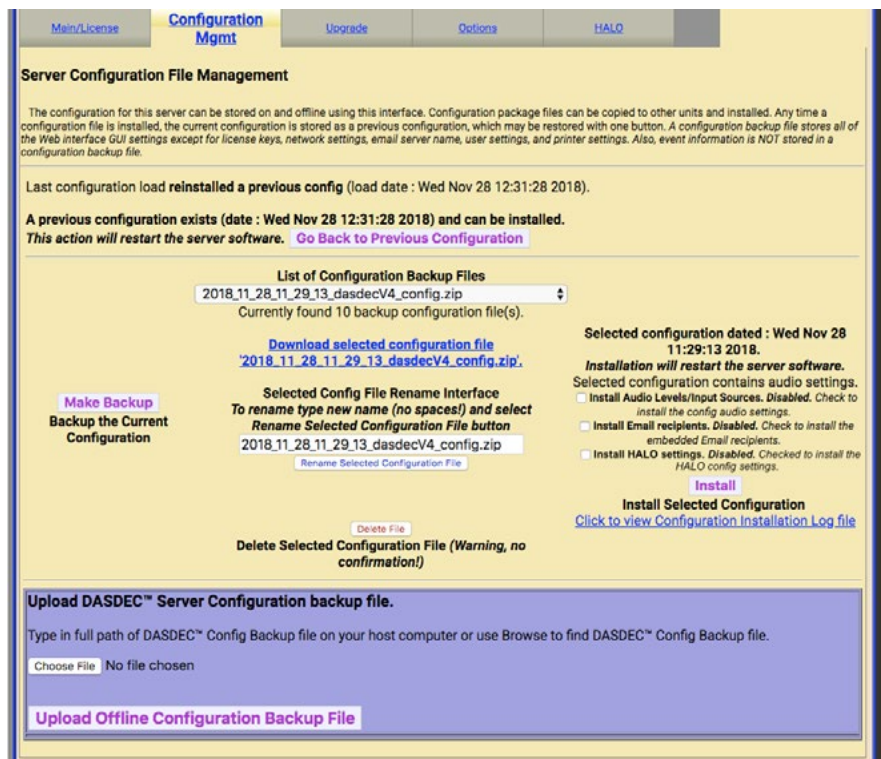 Main/License
Configuration
Mgmt
Upgrade
Options
HALO
Server Configuration File Management
The configuration for this server can be stored on and offline using this interface. Configuration package files can be copied to other units and installed. Any time a
configuration file is installed, the current configuration is stored as a previous configuration, which may be restored with one button. A configuration backup file stores all of
the Web interface GUI settings except for license keys, network settings, email server name, user settings, and printer settings. Also, event information is NOT stored in a
configuration backup file.
Last configuration load reinstalled a previous config (load date : Wed Nov 28 12:31:28 2018).
A previous configuration exists (date : Wed Nov 28 12:31:28 2018) and can be installed.
This action will restart the server software. Go Back to Previous Configuration
List of Configuration Backup Files
2018_11_28_11_29_13_dasdecV4_config.zip
Currently found 10 backup configuration file(s).
Download selected configuration file
'2018_11_28_11_29_13_dasdecV4_config.zip'.
Make Backup
Backup the Current
Configuration
Selected Config File Rename Interface
To rename type new name (no spaces!) and select
Rename Selected Configuration File button
2018_11_28_11_29_13_dasdecV4_config.zip
Rename Selected Configuration File
Delete File
Delete Selected Configuration File (Warning, no
confirmation!)
Selected configuration dated : Wed Nov 28
11:29:13 2018.
Installation will restart the server software.
Selected configuration contains audio settings.
Install Audio Levels/Input Sources. Disabled. Check to
install the config audio settings.
Install Email recipients. Disabled. Check to install the
embedded Email recipients.
Install HALO settings. Disabled. Checked to install the
HALO config settings.
Install
Install Selected Configuration
Click to view Configuration Installation Log file
Upload DASDEC™ Server Configuration backup file.
Type in full path of DASDEC™ Config Backup file on your host computer or use Browse to find DASDEC™ Config Backup file.
Choose File No file chosen
Upload Offline Configuration Backup File